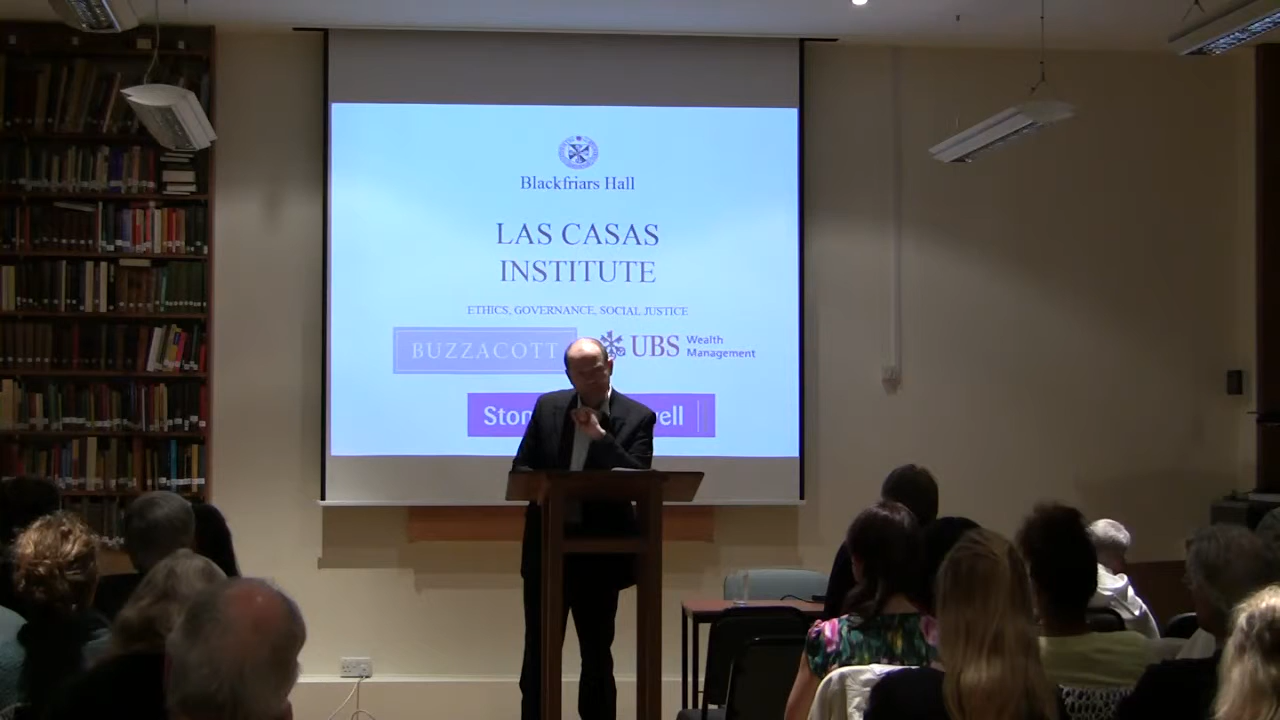 Blackfriars Hall
LAS CASAS
INSTITUTE
ETHICS, GOVERNANCE, SOCIAL JUSTICE
BUZZACOTT
UBS Wealth
Management